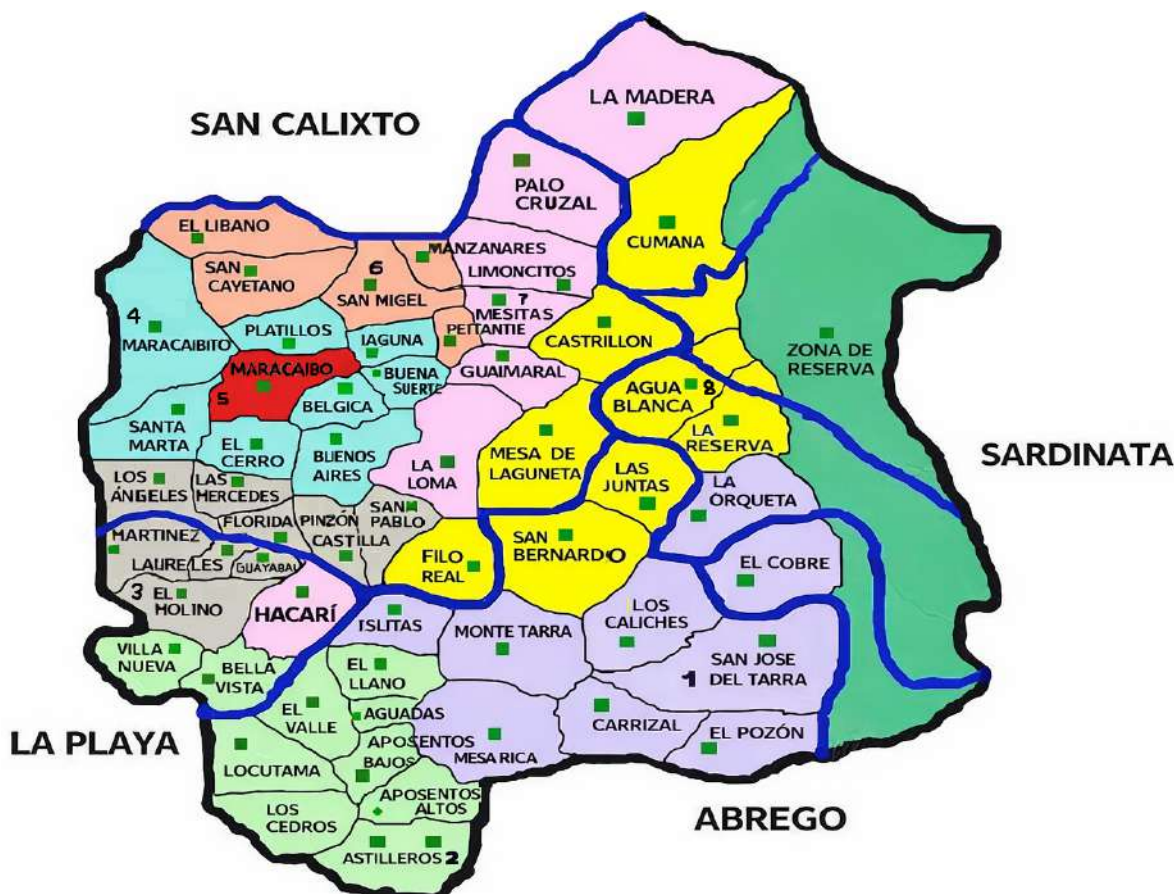 LA MADERA
SAN CALIXTO
PALO
CRUZAL
EL LIBANO
MANZANARES
CUMANA
SAN
CAYETANO
6
LIMONCITOS
SAN MIGEL
7
MESITAS
4
MARACAIBITO
PLATILLOS
LAGUNA
PEITANTIE
CASTRILLON
ZONA DE
RESERVA
MARACAIBO
BUENA
SUERTE
GUAIMARAL
5
BELGICA
AGUA 8
BLANCA
SANTA
MARTA
EL
CERRO
BUENOS
AIRES
LA
LOMA
MESA DE
LAGUNETA
LA
RESERVA
SARDINATA
LOS
ÁNGELES
LAS
HERCEDES
LAS
JUNTAS
LA
ORQUETA
MARTINEZ
FLORIDA
PINZÓN
CASTILLA
SAN
PABLO
LAURELES
GUAYABAL
FILO
REAL
SAN
BERNARDO
EL COBRE
3 EL
HOLINO
HACARÍ
ISLITAS
MONTE TARRA
LOS
CALICHES
VILLA
NUEVA
BELLA
VISTA
EL
LLANO
1 SAN JOSE
DEL TARRA
EL
VALLE
AGUADAS
CARRIZAL
EL POZÓN
LA PLAYA
LOCUTAMA
APOSENTOS
BAJOS
MESA RICA
LOS
CEDROS
APOSENTOS
ALTOS
ABREGO
ASTILLEROS 2